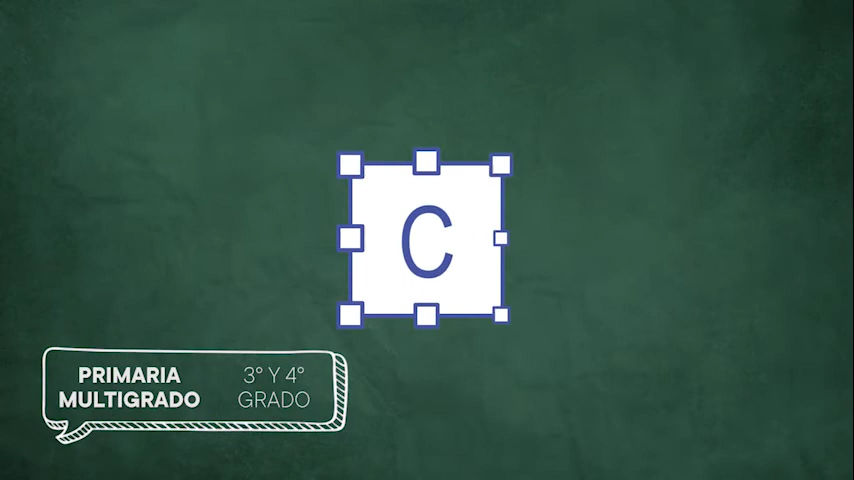 C
PRIMARIA
MULTIGRADO
3° Y 4°
GRADO